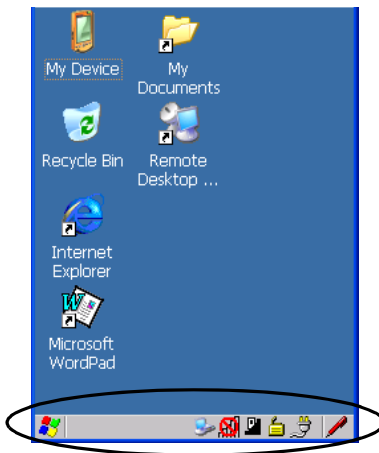 My Device
My
Documents
Recycle Bin
Remote
Desktop ...
Internet
Explorer
Microsoft
WordPad